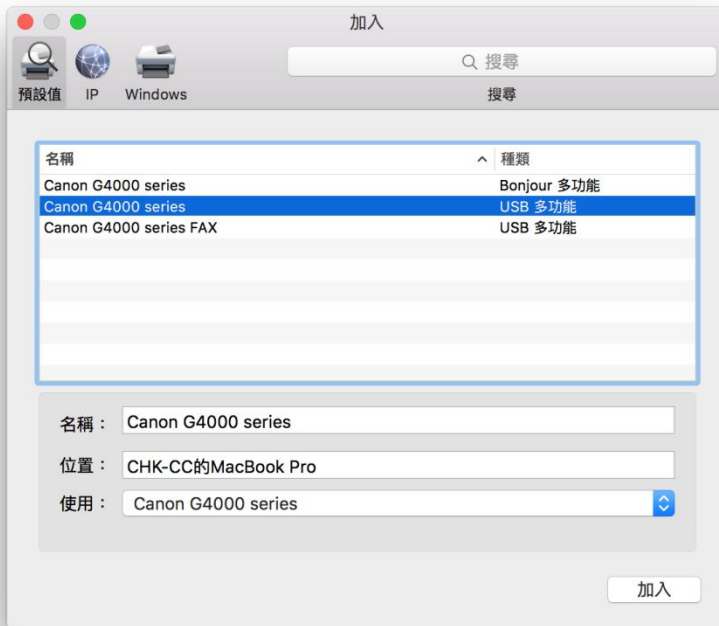 加入
搜尋
預設值 IP Windows 搜尋
名稱 種類
Canon G4000 series Bonjour 多功能
Canon G4000 series USB 多功能
Canon G4000 series FAX USB 多功能
名稱： Canon G4000 series
位置： CHK-CC的MacBook Pro
使用： Canon G4000 series
加入